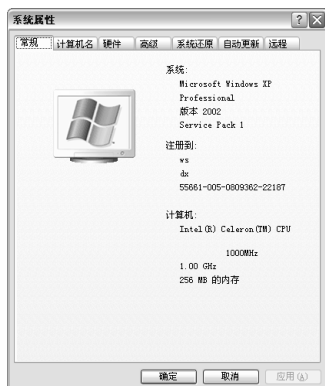 系统属性
常规 计算机名 硬件 高级 系统还原 自动更新 远程
系统:
Microsoft Windows XP
Professional
版本 2002
Service Pack 1
注册到:
ws
dx
55661-005-0809362-22187
计算机:
Intel(R) Celeron(TM) CPU
1000MHz
1.00 GHz
256 MB 的内存
确定 取消 应用(A)